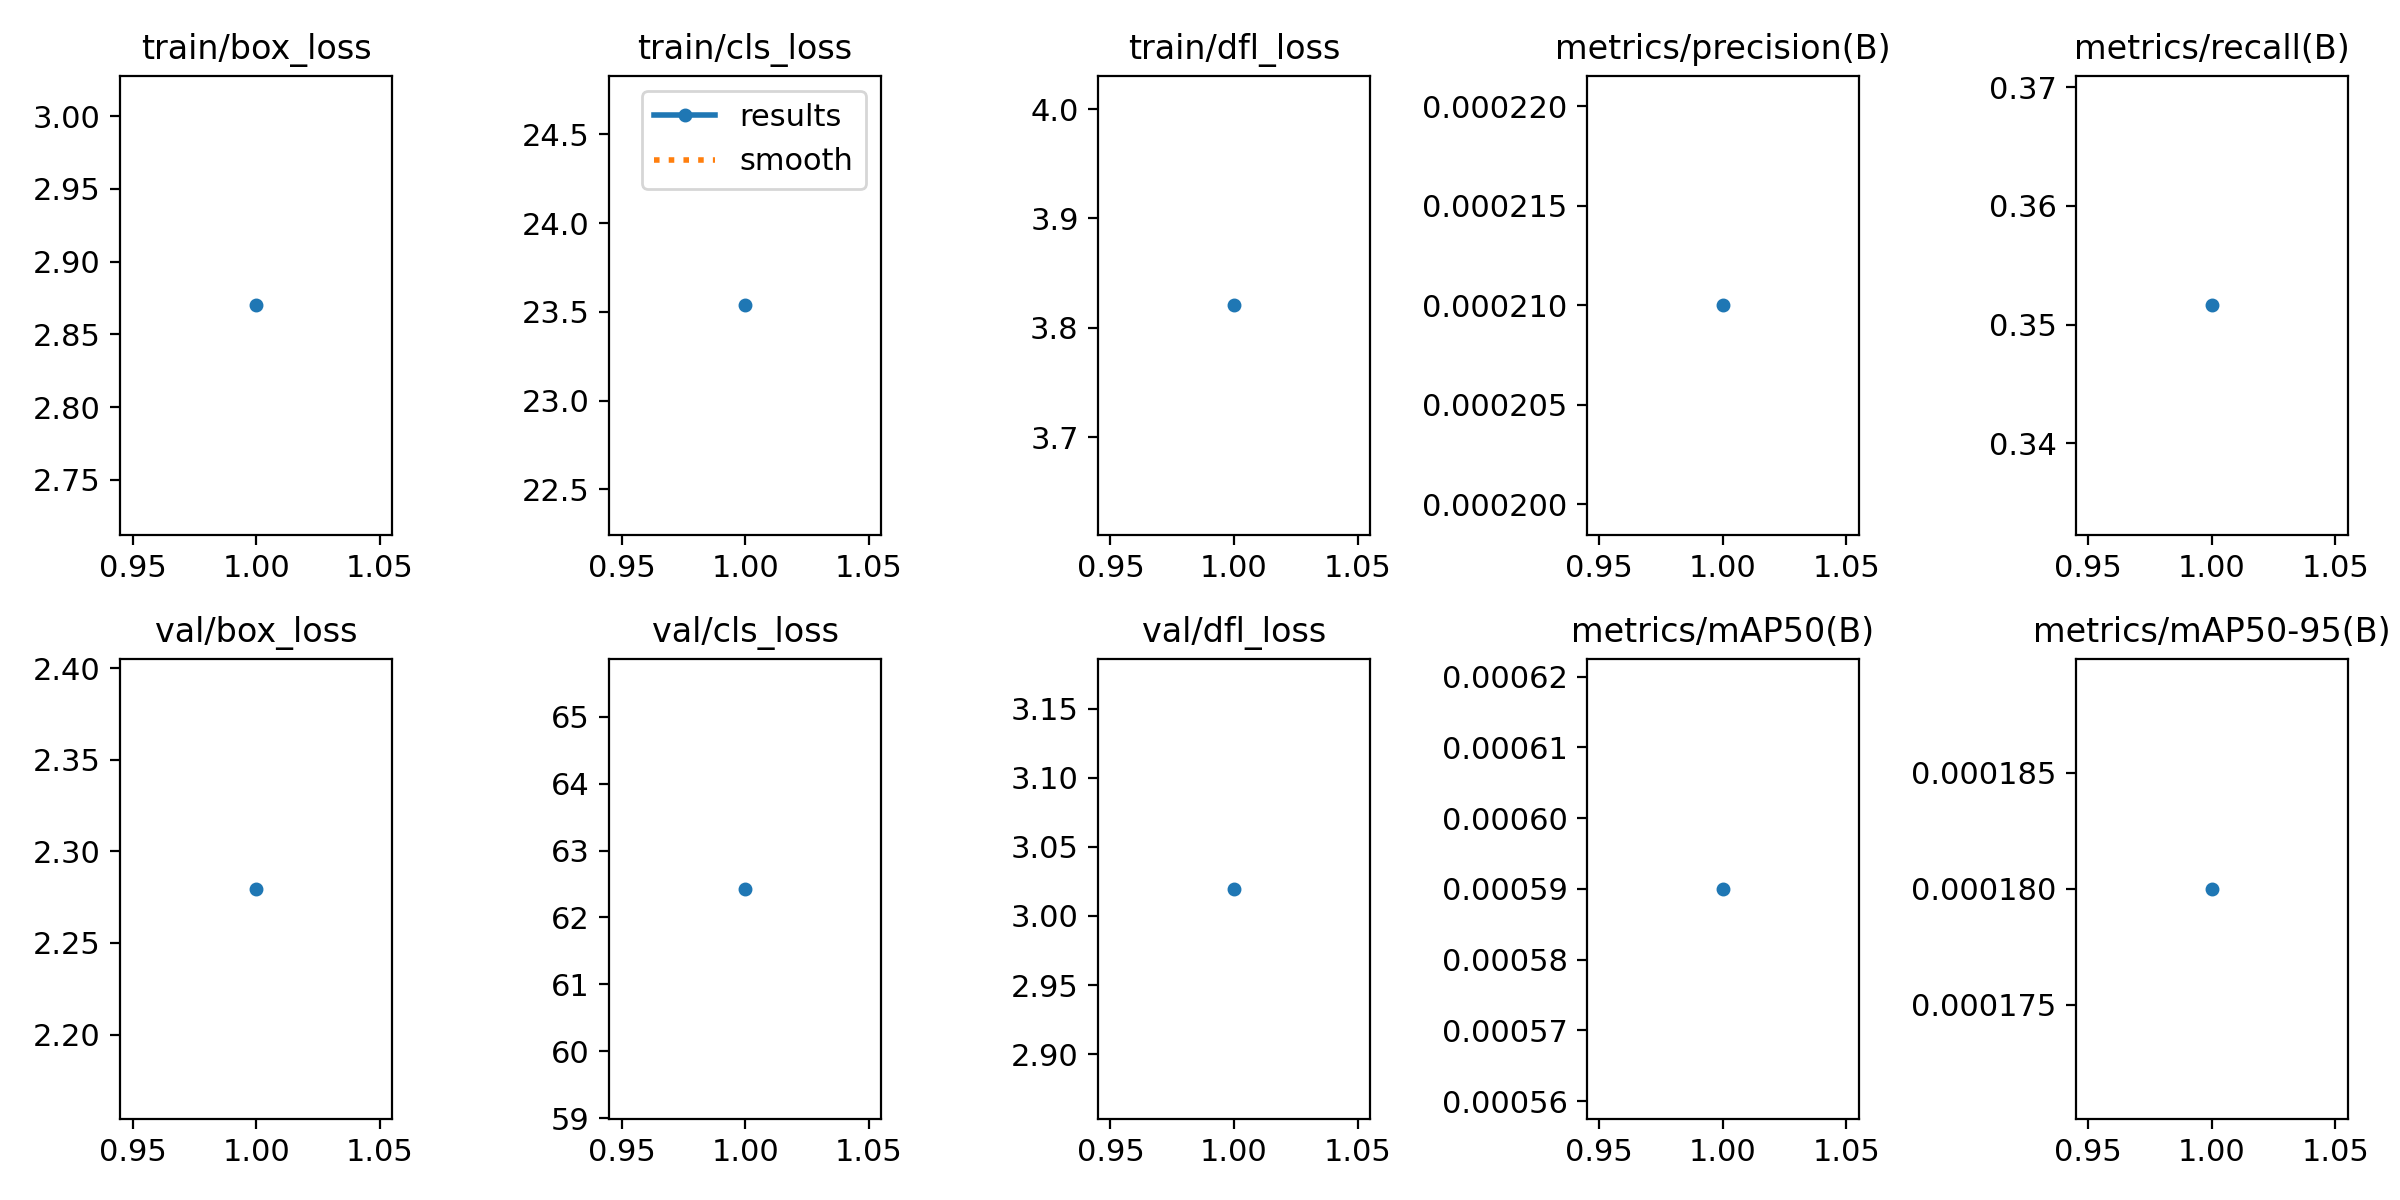 train/box_loss
3.00
2.95
2.90
2.85
2.80
2.75
0.95 1.00 1.05
train/cls_loss
results
smooth
24.5
24.0
23.5
23.0
22.5
0.95 1.00 1.05
train/dfl_loss
4.0
3.9
3.8
3.7
0.95 1.00 1.05
metrics/precision(B)
0.000220
0.000215
0.000210
0.000205
0.000200
0.95 1.00 1.05
metrics/recall(B)
0.37
0.36
0.35
0.34
0.95 1.00 1.05
val/box_loss
2.40
2.35
2.30
2.25
2.20
0.95 1.00 1.05
val/cls_loss
65
64
63
62
61
60
59
0.95 1.00 1.05
val/dfl_loss
3.15
3.10
3.05
3.00
2.95
2.90
0.95 1.00 1.05
metrics/mAP50(B)
0.00062
0.00061
0.00060
0.00059
0.00058
0.00057
0.00056
0.95 1.00 1.05
metrics/mAP50-95(B)
0.000185
0.000180
0.000175
0.95 1.00 1.05